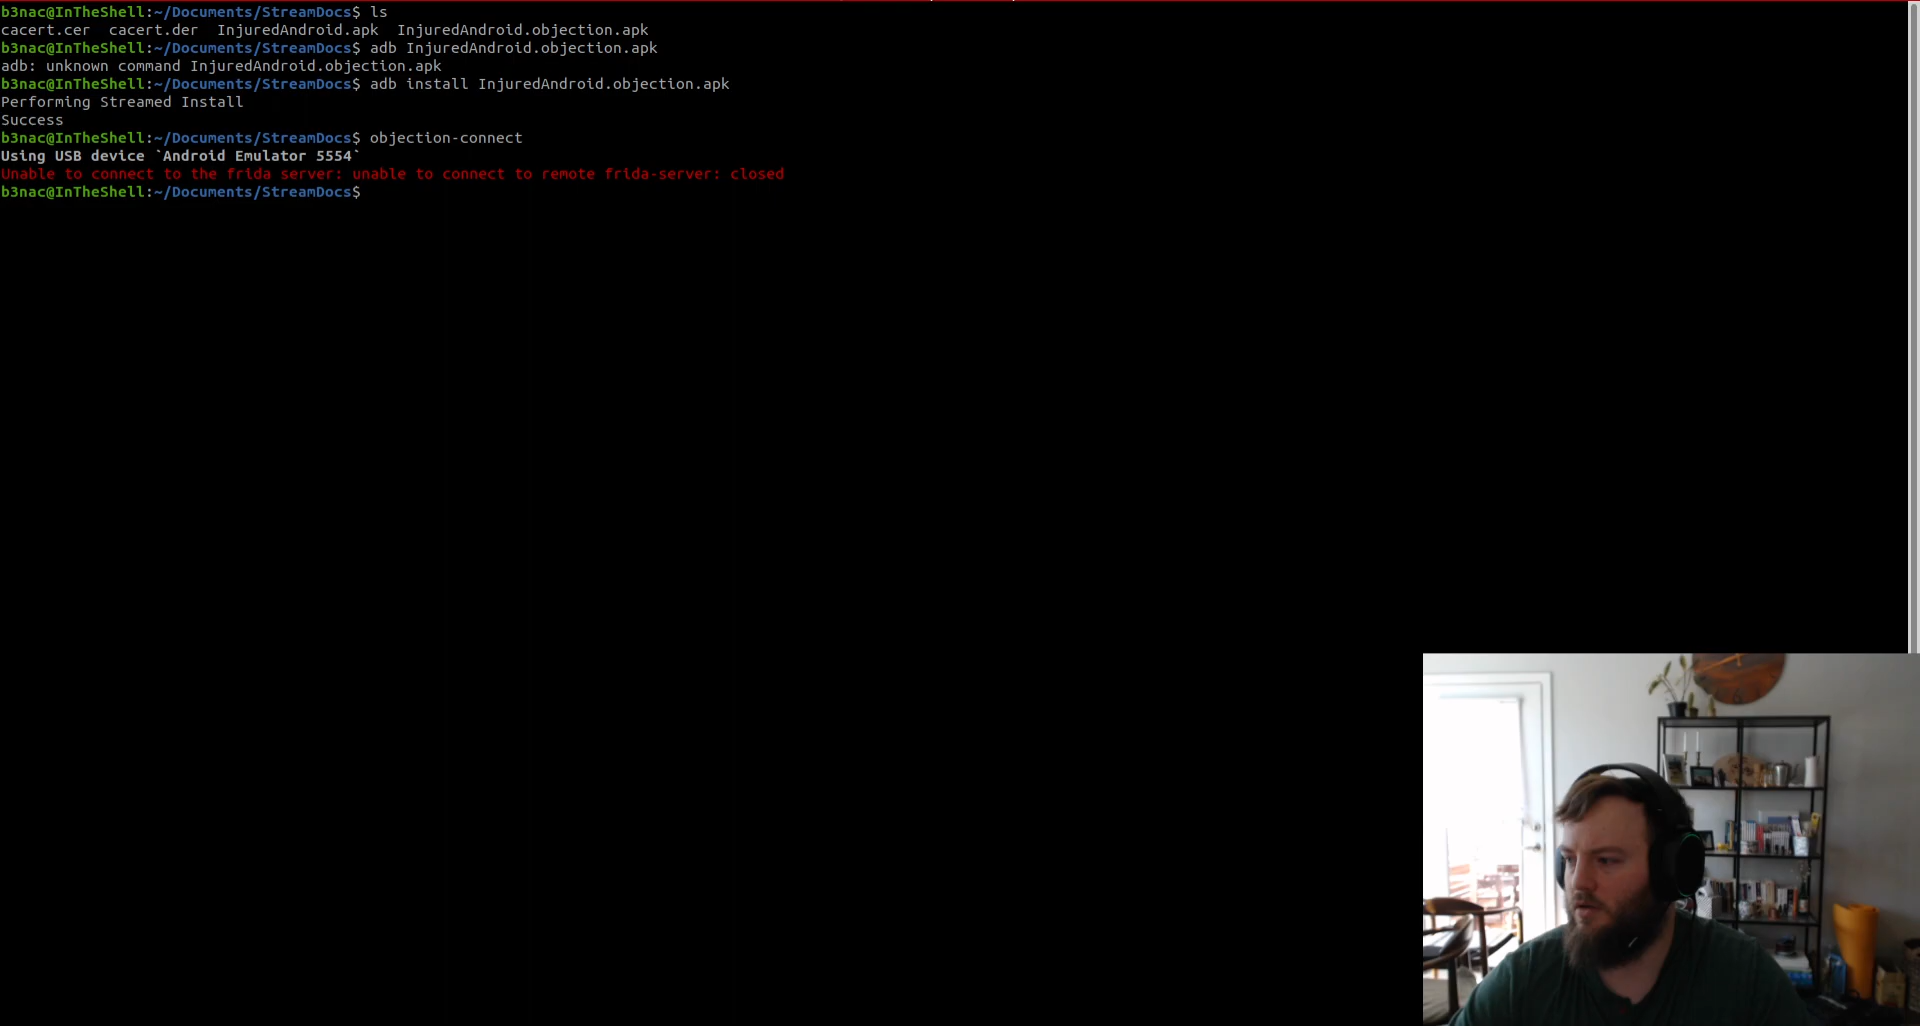 b3nac@InTheShell:~/Documents/StreamDocs$ ls
cacert.cer  cacert.der  InjuredAndroid.apk  InjuredAndroid.objection.apk
b3nac@InTheShell:~/Documents/StreamDocs$ adb InjuredAndroid.objection.apk
adb: unknown command InjuredAndroid.objection.apk
b3nac@InTheShell:~/Documents/StreamDocs$ adb install InjuredAndroid.objection.apk
Performing Streamed Install
Success
b3nac@InTheShell:~/Documents/StreamDocs$ objection-connect
Using USB device `Android Emulator 5554`
Unable to connect to the frida server: unable to connect to remote frida-server: closed
b3nac@InTheShell:~/Documents/StreamDocs$